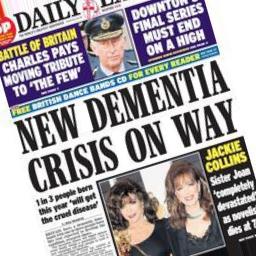 DAILY
BATTLE OF BRITAIN
CHARLES PAYS
MOVING TRIBUTE
TO 'THE FEW'
DOWNTON
FINAL SERIES
MUST END
ON A HIGH
FREE BRITISH DANCE BANDS CD FOR EVERY READER
NEW DEMENTIA
CRISIS ON WAY
1 in 3 people born
this year 'will get
the cruel disease'
JACKIE
COLLINS
Sister Joan
'completely
devastated'
as novelis
dies at 7